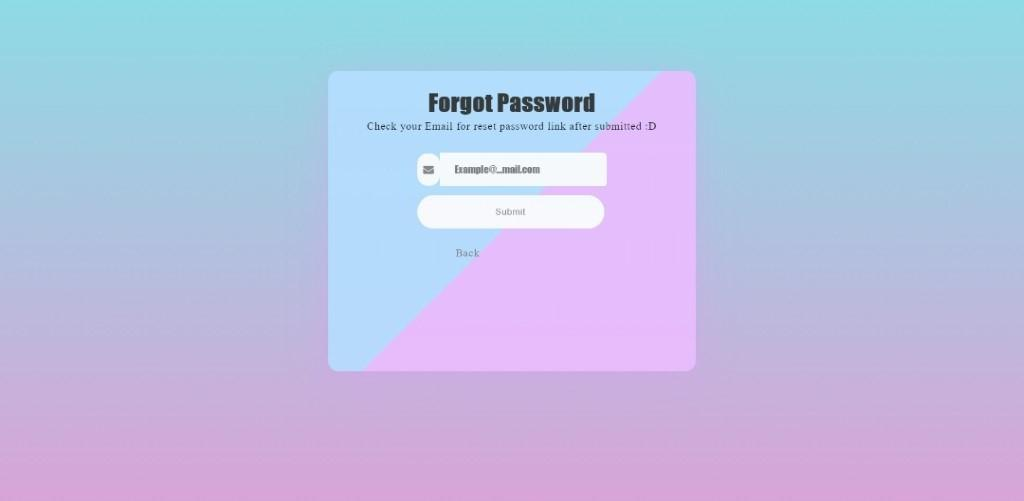 Forgot Password
Check your Email for reset password link after submitted :D
Example@...mail.com
Submit
Back